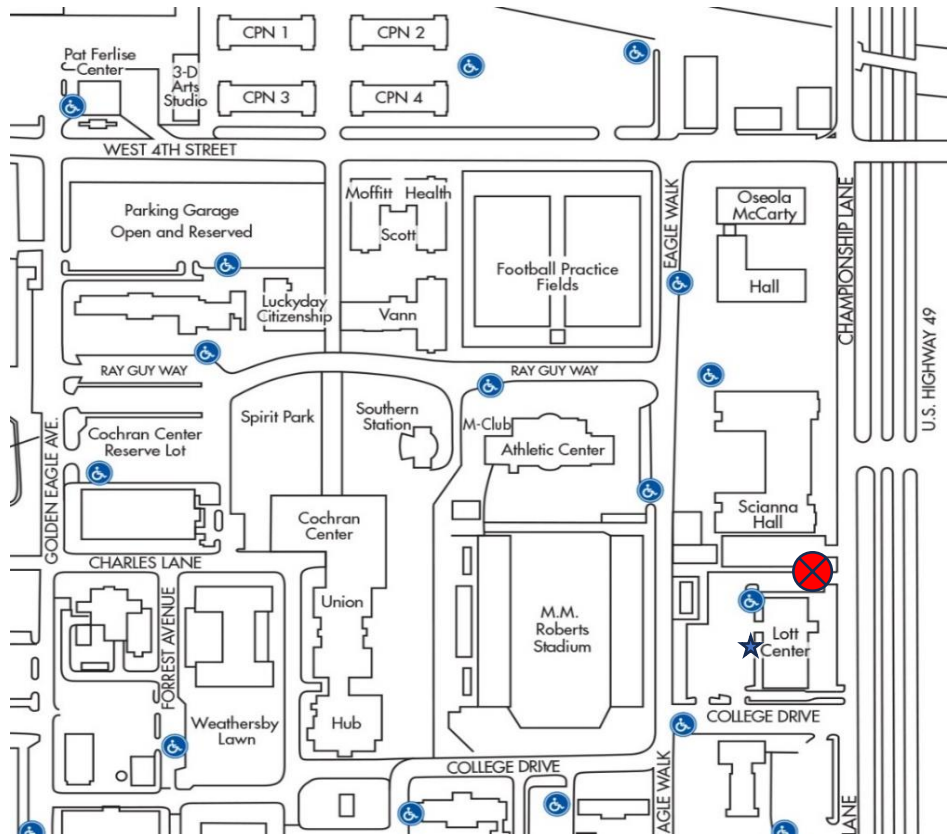 CPN 1
CPN 2
Pat Ferlise
Center
3-D
Arts
Studio
CPN 3
CPN 4
WEST 4TH STREET
Moffitt
Health
Scott
Parking Garage
Open and Reserved
EAGLE WALK
Oseola
McCarty
Hall
CHAMPIONSHIP LANE
Football Practice
Fields
Luckyday
Citizenship
Vann
U.S. HIGHWAY 49
RAY GUY WAY
RAY GUY WAY
Spirit Park
Southern
Station
M-Club
Athletic Center
GOLDEN EAGLE AVE.
Cochran Center
Reserve Lot
Scianna
Hall
Cochran
Center
CHARLES LANE
Union
FORREST AVENUE
M.M.
Roberts
Stadium
Lott
Center
Weathersby
Lawn
Hub
COLLEGE DRIVE
COLLEGE DRIVE
AGLE WALK
LANE